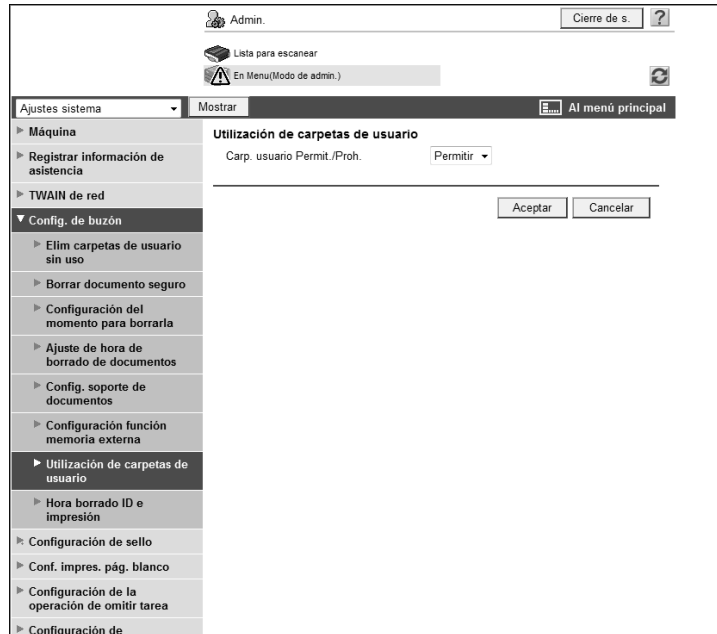 Admin.
Cierre de s.
?
Lista para escanear
En Menu(Modo de admin.)
Ajustes sistema
Mostrar
Al menú principal
Máquina
Registrar información de
asistencia
TWAIN de red
Config. de buzón
Elim carpetas de usuario
sin uso
Borrar documento seguro
Configuración del
momento para borrarla
Ajuste de hora de
borrado de documentos
Config. soporte de
documentos
Configuración función
memoria externa
Utilización de carpetas de
usuario
Hora borrado ID e
impresión
Configuración de sello
Conf. impres. pág. blanco
Configuración de la
operación de omitir tarea
Configuración de
Utilización de carpetas de usuario
Carp. usuario Permit./Proh.
Permitir
Aceptar
Cancelar